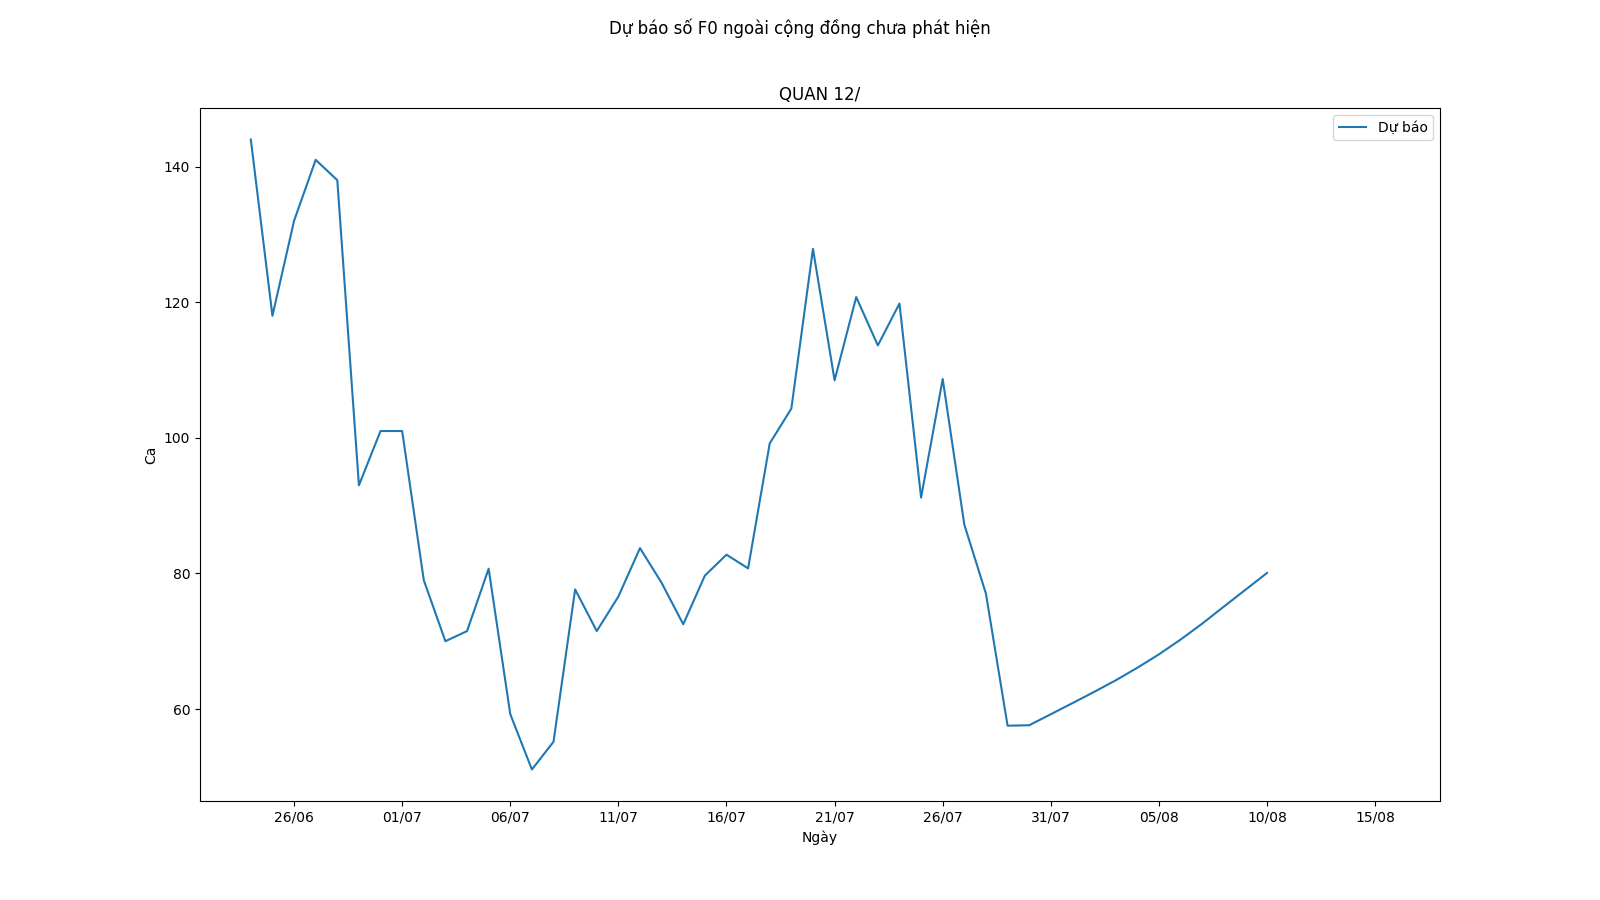 Dự báo số F0 ngoài cộng đồng chưa phát hiện
QUAN 12/
Dự báo
140
120
100
80
60
Ca
26/06 01/07 06/07 11/07 16/07 21/07 26/07 31/07 05/08 10/08 15/08
Ngày